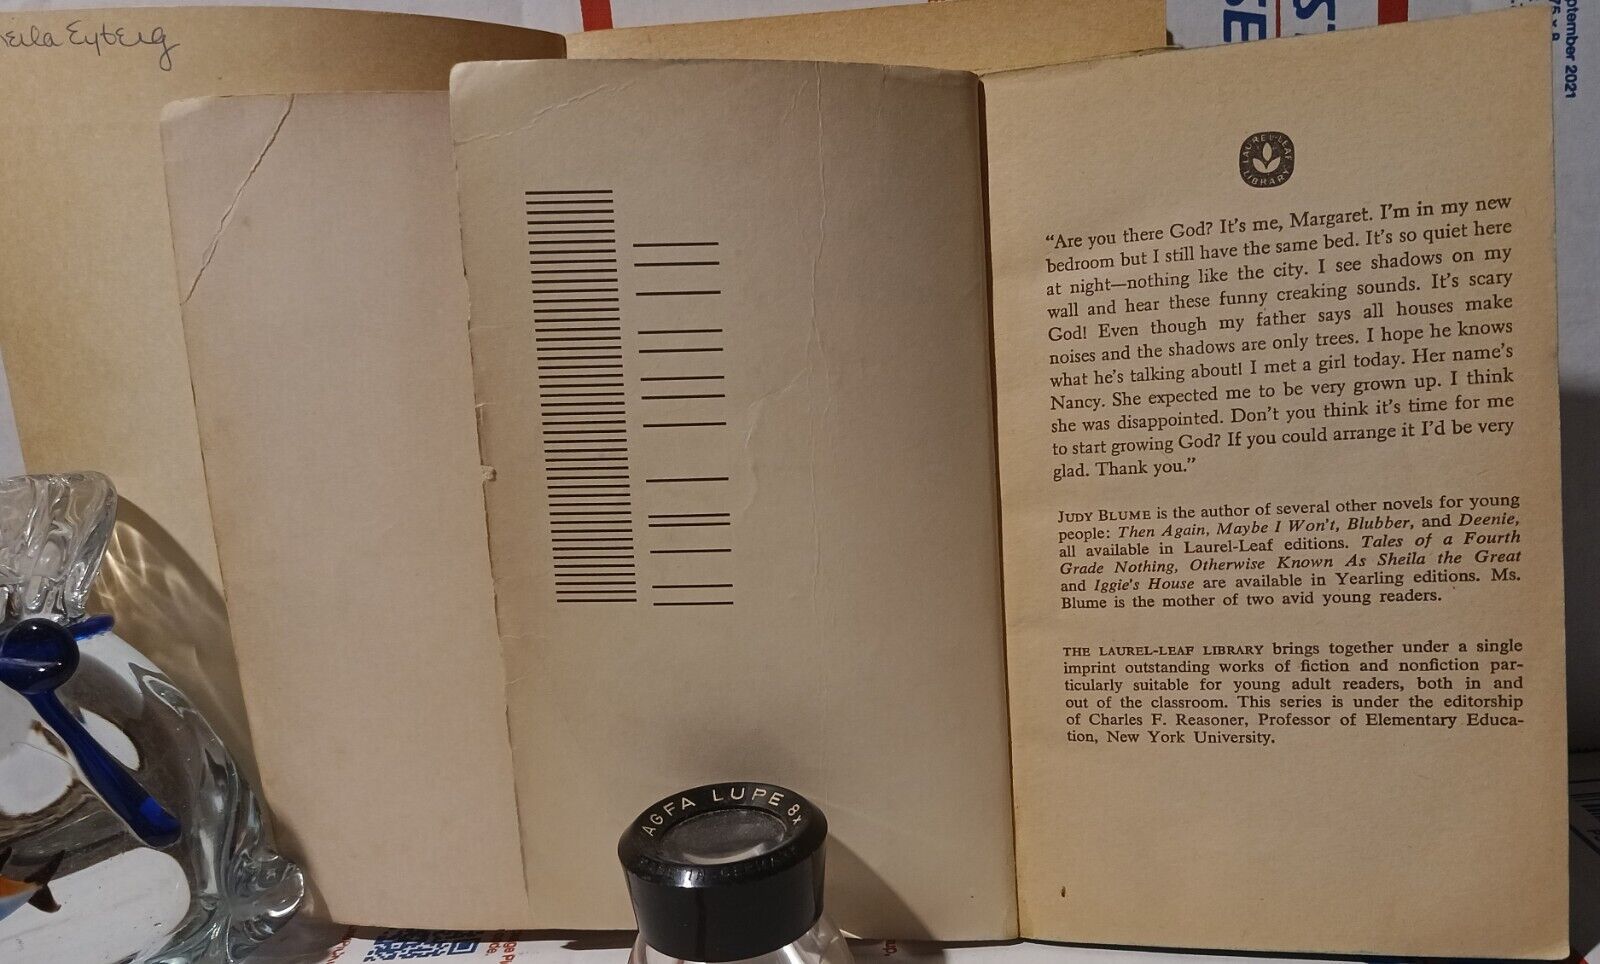 Eyberg
September 2021
LAUREL-LEAF LIBRARY
"Are you there God? It's me, Margaret. I'm in my new
bedroom but I still have the same bed. It's so quiet here
at night—nothing like the city. I see shadows on my
wall and hear these funny creaking sounds. It's scary
God! Even though my father says all houses make
noises and the shadows are only trees. I hope he knows
what he's talking about! I met a girl today. Her name's
Nancy. She expected me to be very grown up. I think
she was disappointed. Don't you think it's time for me
to start growing God? If you could arrange it I'd be very
glad. Thank you."
JUDY BLUME is the author of several other novels for young
people: Then Again, Maybe I Won't, Blubber, and Deenie,
all available in Laurel-Leaf editions. Tales of a Fourth
Grade Nothing, Otherwise Known As Sheila the Great
and Iggie's House are available in Yearling editions. Ms.
Blume is the mother of two avid young readers.
THE LAUREL-LEAF LIBRARY brings together under a single
imprint outstanding works of fiction and nonfiction par-
ticularly suitable for young adult readers, both in and
out of the classroom. This series is under the editorship
of Charles F. Reasoner, Professor of Elementary Educa-
tion, New York University.
AGFA LUPE 8x